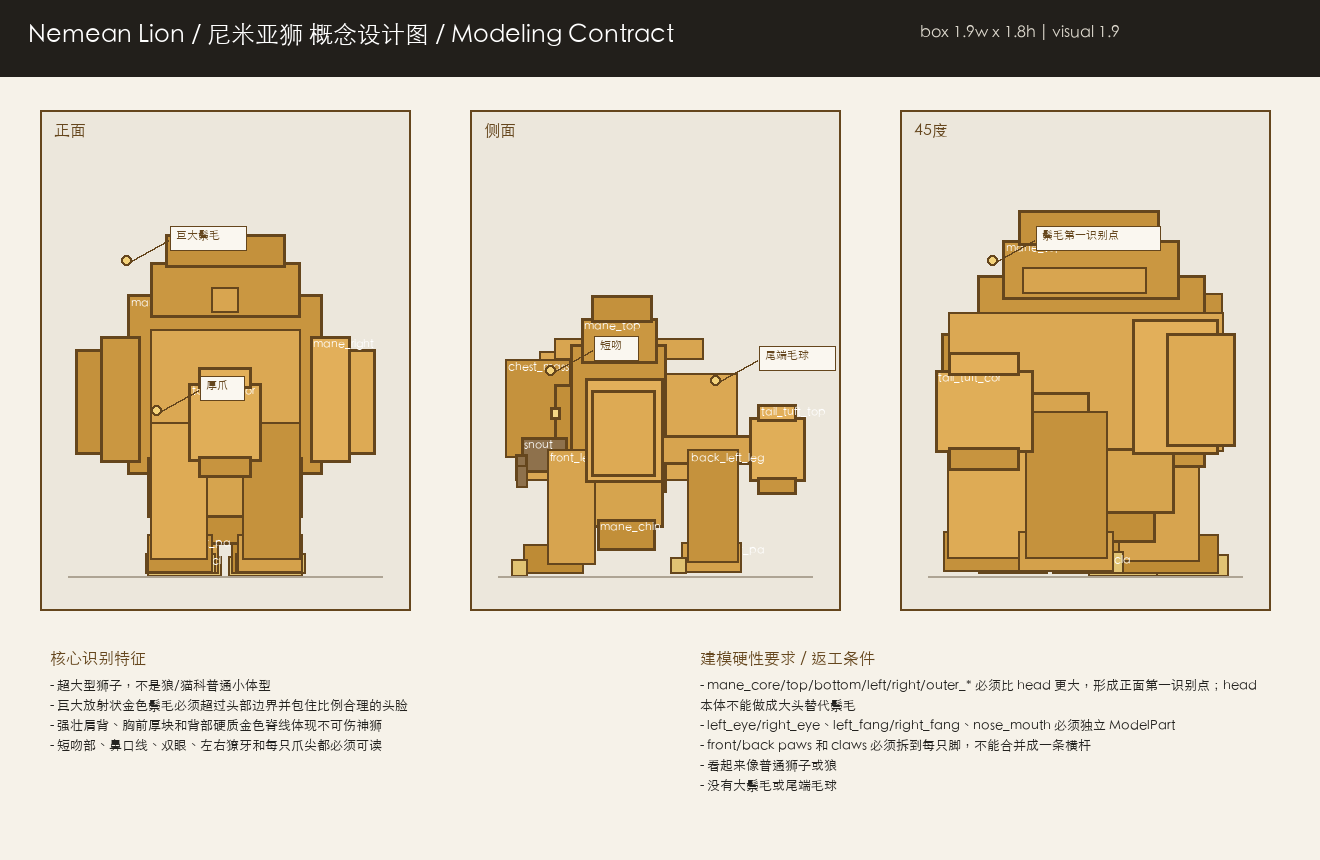 Nemean Lion / 尼米亚狮 概念设计图 / Modeling Contract
box 1.9w x 1.8h | visual 1.9
正面
巨大鬃毛
ma
mane_right
厚爪
侧面
mane_top
短吻
尾端毛球
chest_mass
tail_tuft_top
snout
front_le
back_left_leg
mane_chin
_pa
45度
鬃毛第一识别点
tail_tuft_cor
cla
核心识别特征
- 超大型狮子，不是狼/猫科普通小体型
- 巨大放射状金色鬃毛必须超过头部边界并包住比例合理的头脸
- 强壮肩背、胸前厚块和背部硬质金色脊线体现不可伤神狮
- 短吻部、鼻口线、双眼、左右獠牙和每只爪尖都必须可读
建模硬性要求 / 返工条件
- mane_core/top/bottom/left/right/outer_* 必须比 head 更大，形成正面第一识别点；head
本体不能做成大头替代鬃毛
- left_eye/right_eye、left_fang/right_fang、nose_mouth 必须独立 ModelPart
- front/back paws 和 claws 必须拆到每只脚，不能合并成一条横杆
- 看起来像普通狮子或狼
- 没有大鬃毛或尾端毛球